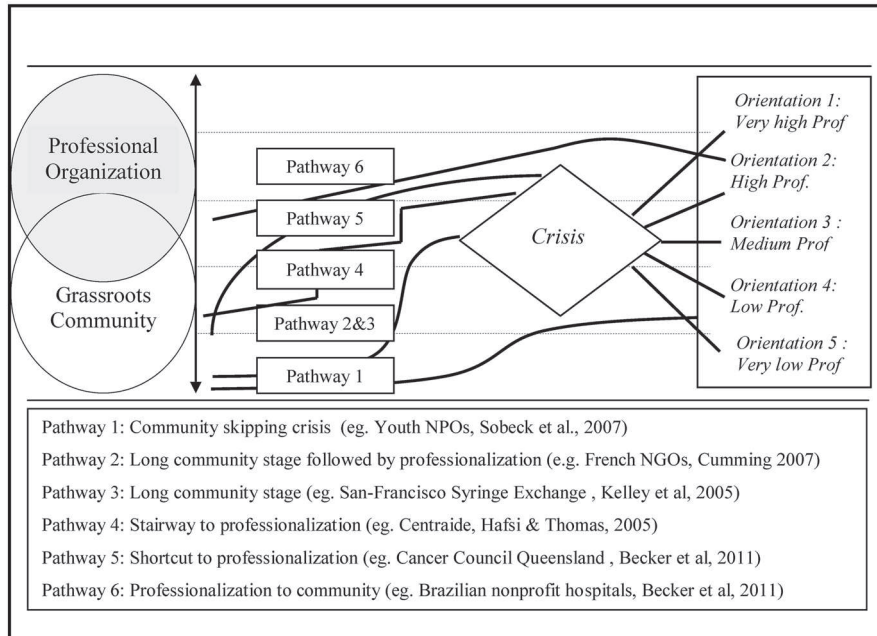 Professional
Organization
Grassroots
Community
Pathway 6
Pathway 5
Pathway 4
Pathway 2&3
Pathway 1
Crisis
Orientation 1:
Very high Prof
Orientation 2:
High Prof.
Orientation 3 :
Medium Prof
Orientation 4:
Low Prof.
Orientation 5 :
Very low Prof
Pathway 1: Community skipping crisis (eg. Youth NPOs, Sobeck et al., 2007)
Pathway 2: Long community stage followed by professionalization (e.g. French NGOs, Cumming 2007)
Pathway 3: Long community stage (eg. San-Francisco Syringe Exchange , Kelley et al, 2005)
Pathway 4: Stairway to professionalization (eg. Centraide, Hafsi & Thomas, 2005)
Pathway 5: Shortcut to professionalization (eg. Cancer Council Queensland , Becker et al, 2011)
Pathway 6: Professionalization to community (eg. Brazilian nonprofit hospitals, Becker et al, 2011)